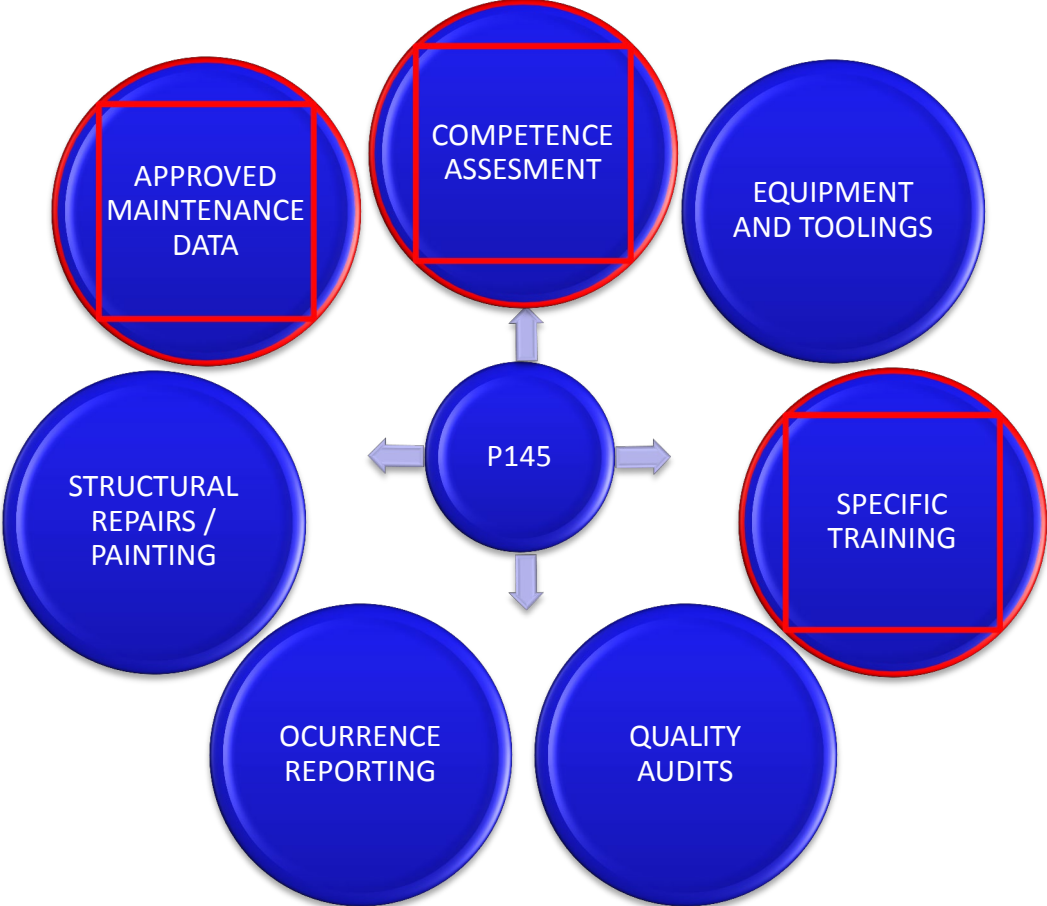 COMPETENCE
ASSESMENT
APPROVED
MAINTENANCE
DATA
EQUIPMENT
AND TOOLINGS
P145
STRUCTURAL
REPAIRS /
PAINTING
SPECIFIC
TRAINING
OCURRENCE
REPORTING
QUALITY
AUDITS